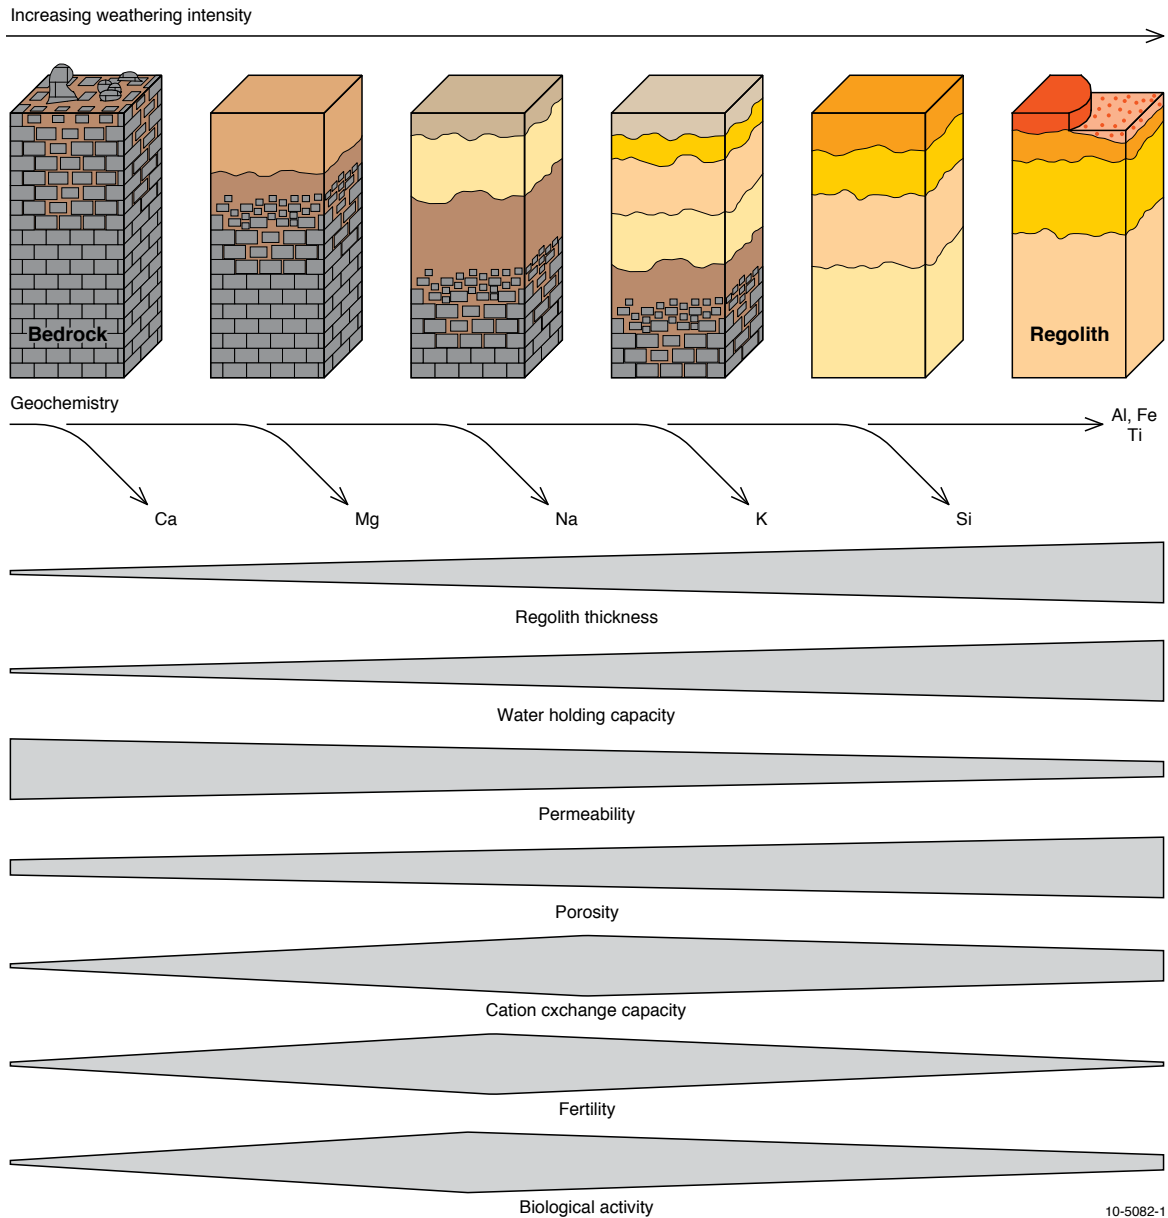 Increasing weathering intensity
Bedrock
Regolith
Geochemistry
Al, Fe
Ti
Ca
Mg
Na
K
Si
Regolith thickness
Water holding capacity
Permeability
Porosity
Cation cxchange capacity
Fertility
Biological activity
10-5082-1